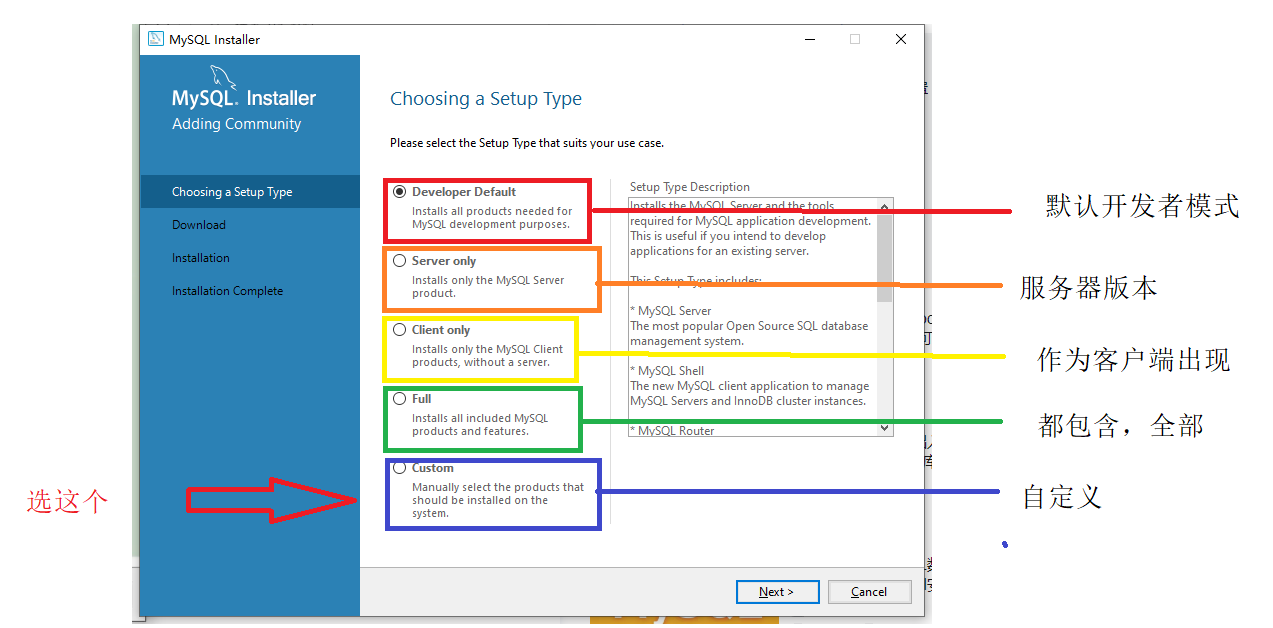 MySQL Installer
MySQL. Installer
Adding Community
Choosing a Setup Type
Download
Installation
Installation Complete
Choosing a Setup Type
Please select the Setup Type that suits your use case.
Developer Default
Installs all products needed for
MySQL development purposes.
Server only
Installs only the MySQL Server
product.
Client only
Installs only the MySQL Client
products, without a server.
Full
Installs all included MySQL
products and features.
Custom
Manually select the products that
should be installed on the
system.
Setup Type Description
Installs the MySQL Server and the tools
required for MySQL application development.
This is useful if you intend to develop
applications for an existing server.
This Setup Type includes:
* MySQL Server
The most popular Open Source SQL database
management system.
* MySQL Shell
The new MySQL client application to manage
MySQL Servers and InnoDB cluster instances.
* MySQL Router
Next >
Cancel
默认开发者模式
服务器版本
作为客户端出现
都包含，全部
自定义
选这个